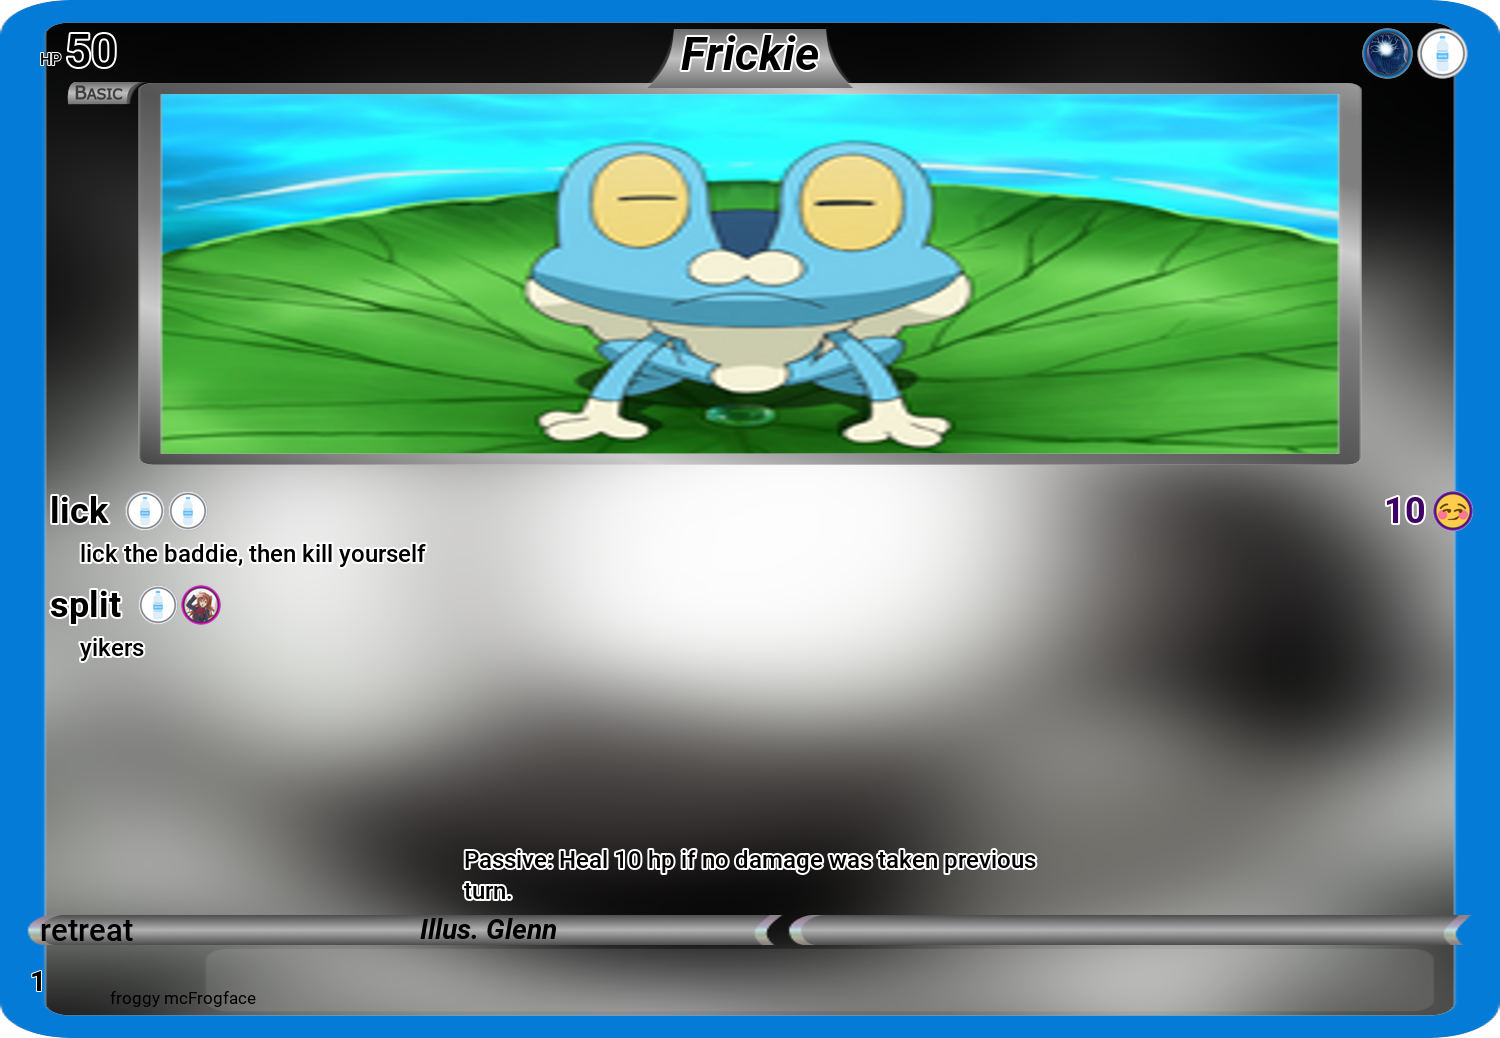 HP 50
Frickie
BASIC
lick
10
lick the baddie, then kill yourself
split
yikers
Passive: Heal 10 hp if no damage was taken previous
turn.
retreat
Illus. Glenn
1
froggy mcFrogface